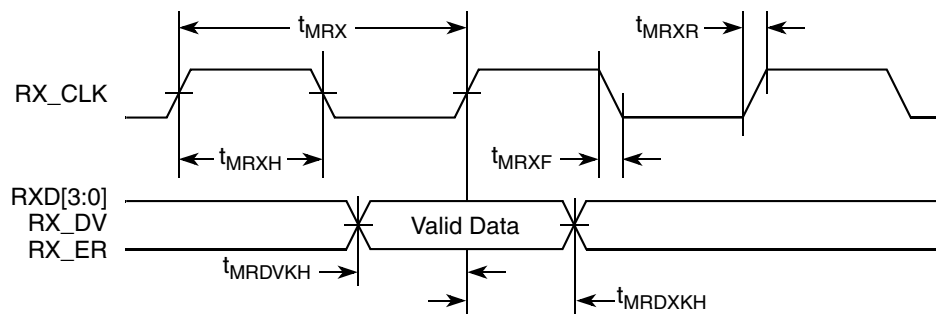 tMRX
tMRXR
RX_CLK
tMRXH
tMRXF
RXD[3:0]
RX_DV
Valid Data
RX_ER
tMRDVKH
tMRDXKH